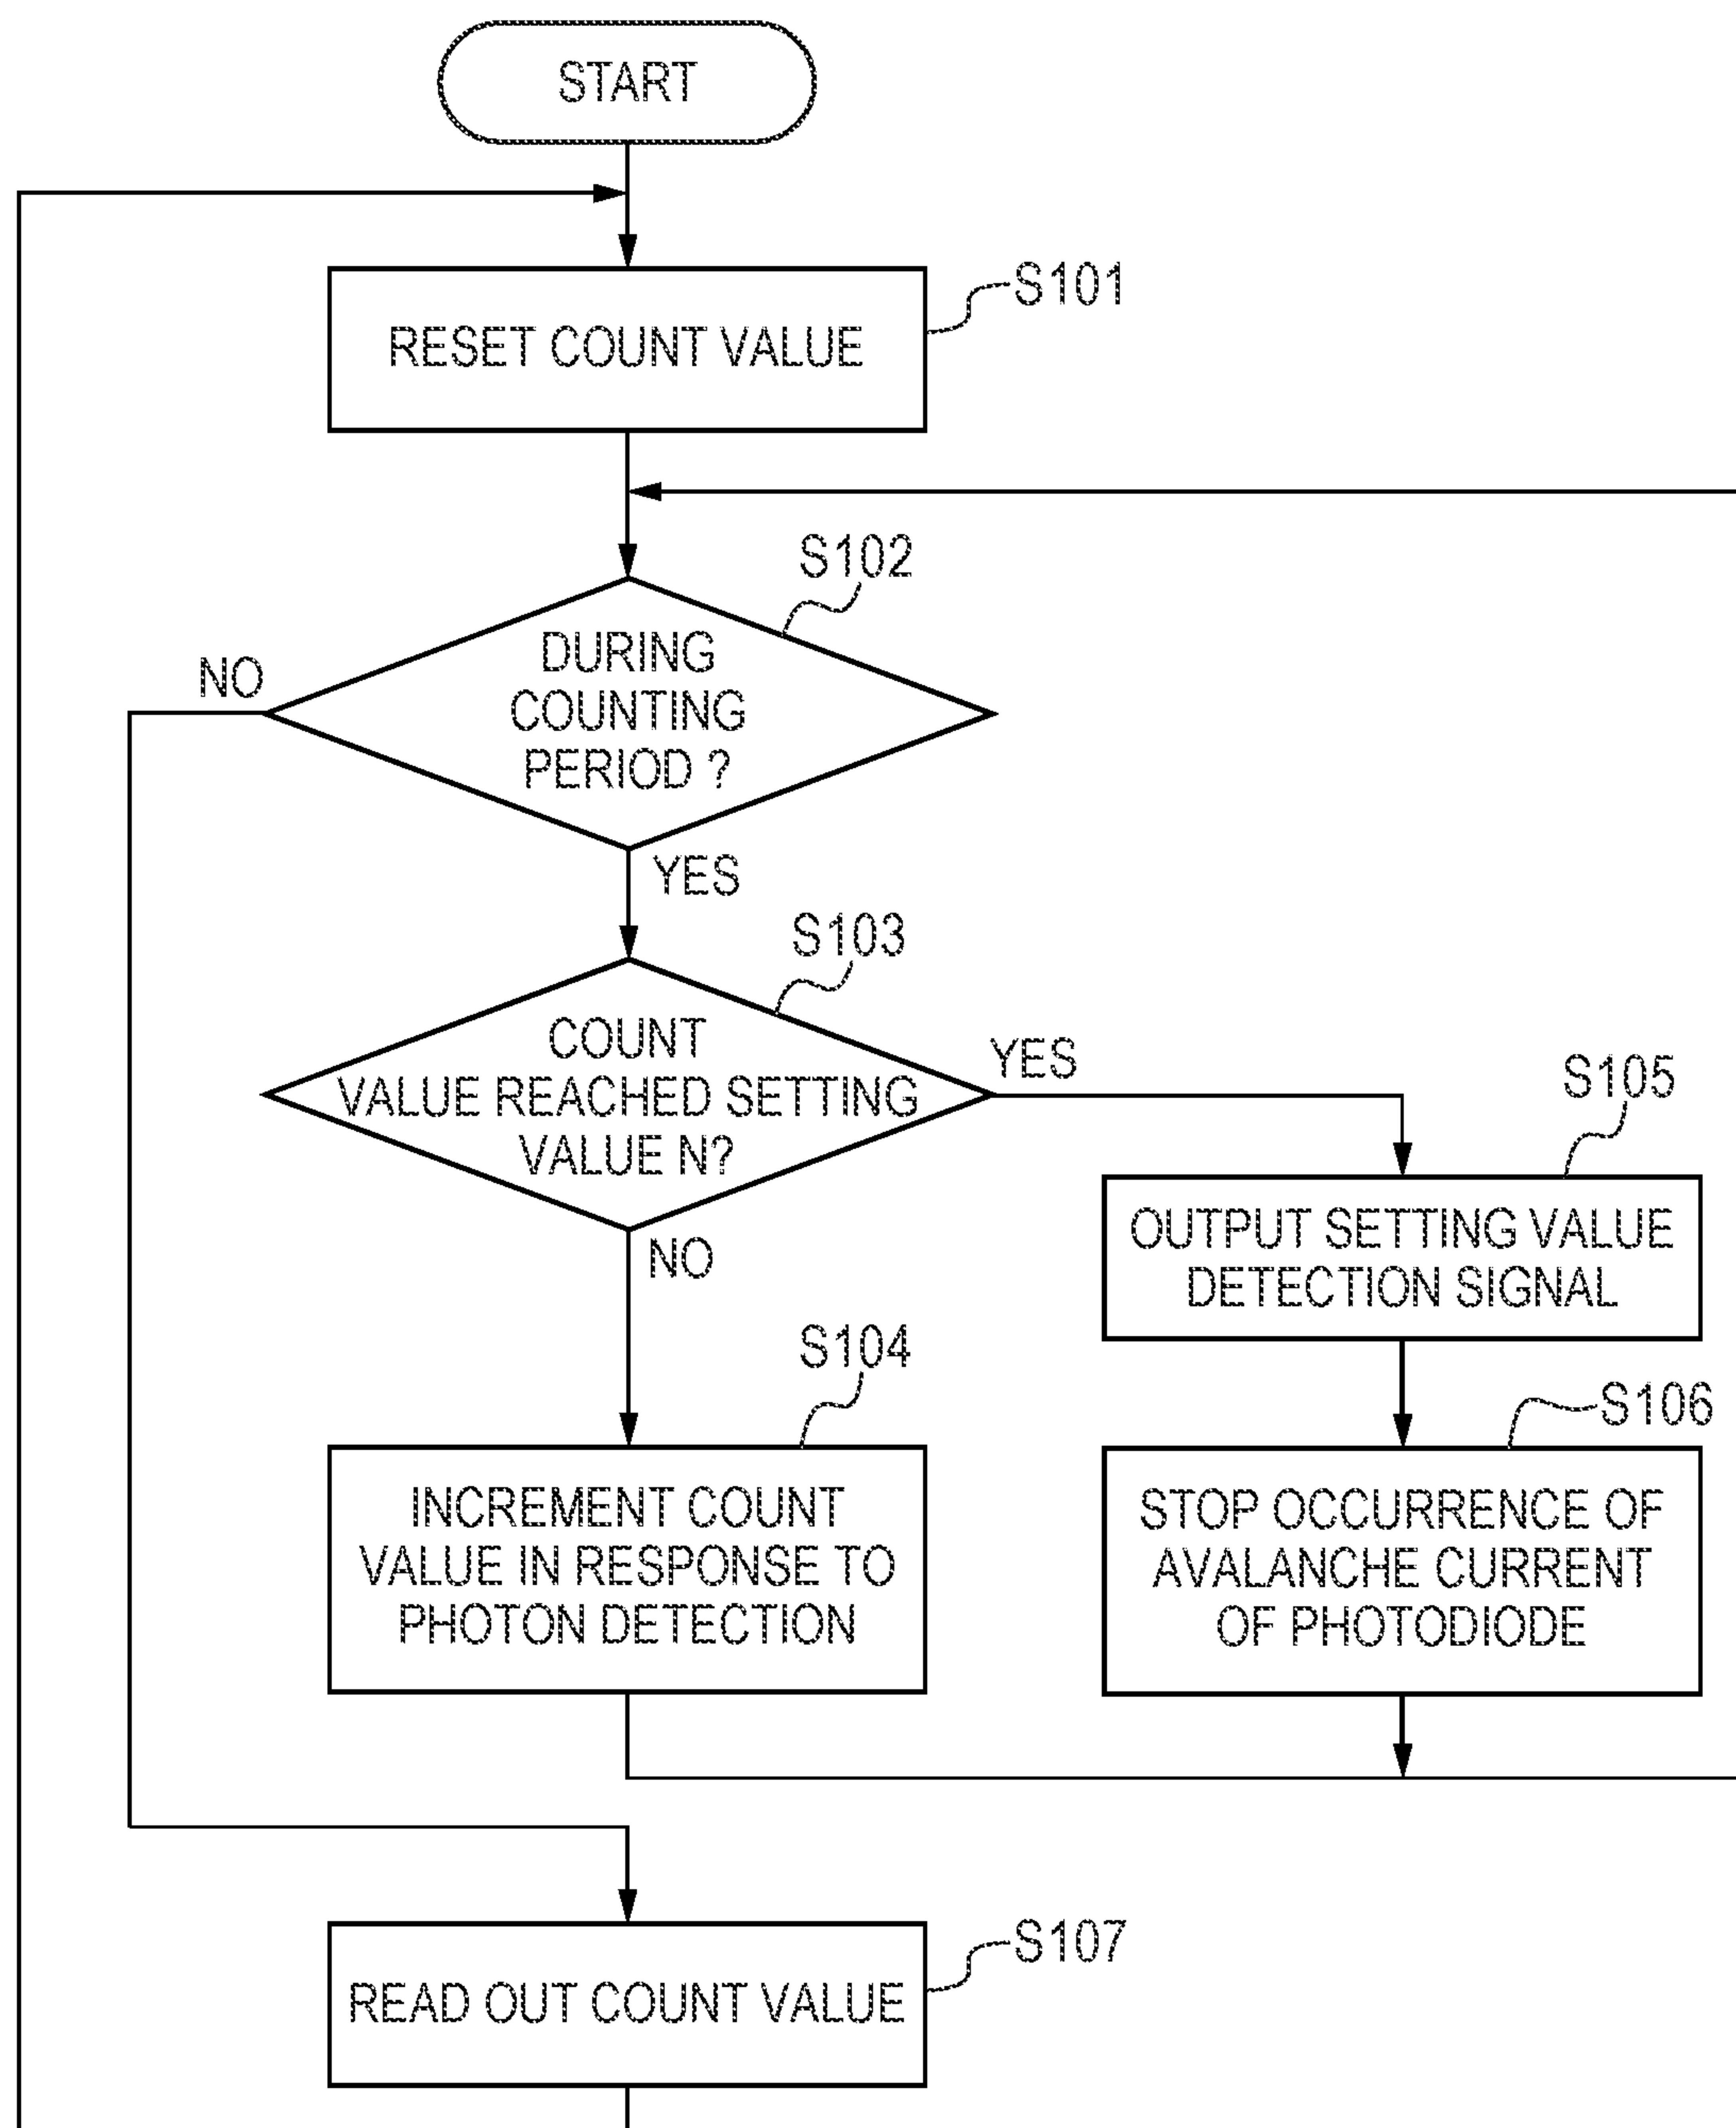 START
RESET COUNT VALUE
S101
S102
DURING
COUNTING
PERIOD ?
NO
YES
S103
COUNT
VALUE REACHED SETTING
VALUE N?
YES
NO
S105
OUTPUT SETTING VALUE
DETECTION SIGNAL
S104
INCREMENT COUNT
VALUE IN RESPONSE TO
PHOTON DETECTION
S106
STOP OCCURRENCE OF
AVALANCHE CURRENT
OF PHOTODIODE
S107
READ OUT COUNT VALUE